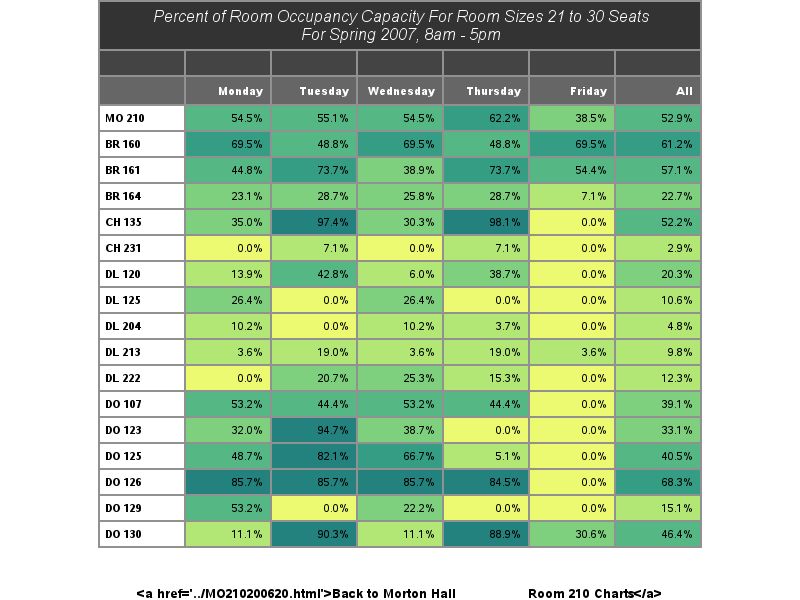 Percent of Room Occupancy Capacity For Room Sizes 21 to 30 Seats
For Spring 2007, 8am - 5pm
Monday Tuesday Wednesday Thursday Friday All
MO 210 54.5% 55.1% 54.5% 62.2% 38.5% 52.9%
BR 160 69.5% 48.8% 69.5% 48.8% 69.5% 61.2%
BR 161 44.8% 73.7% 38.9% 73.7% 54.4% 57.1%
BR 164 23.1% 28.7% 25.8% 28.7% 7.1% 22.7%
CH 135 35.0% 97.4% 30.3% 98.1% 0.0% 52.2%
CH 231 0.0% 7.1% 0.0% 7.1% 0.0% 2.9%
DL 120 13.9% 42.8% 6.0% 38.7% 0.0% 20.3%
DL 125 26.4% 0.0% 26.4% 0.0% 0.0% 10.6%
DL 204 10.2% 0.0% 10.2% 3.7% 0.0% 4.8%
DL 213 3.6% 19.0% 3.6% 19.0% 3.6% 9.8%
DL 222 0.0% 20.7% 25.3% 15.3% 0.0% 12.3%
DO 107 53.2% 44.4% 53.2% 44.4% 0.0% 39.1%
DO 123 32.0% 94.7% 38.7% 0.0% 0.0% 33.1%
DO 125 48.7% 82.1% 66.7% 5.1% 0.0% 40.5%
DO 126 85.7% 85.7% 85.7% 84.5% 0.0% 68.3%
DO 129 53.2% 0.0% 22.2% 0.0% 0.0% 15.1%
DO 130 11.1% 90.3% 11.1% 88.9% 30.6% 46.4%
<a href='../MO210200620.html'>Back to Morton Hall Room 210 Charts</a>